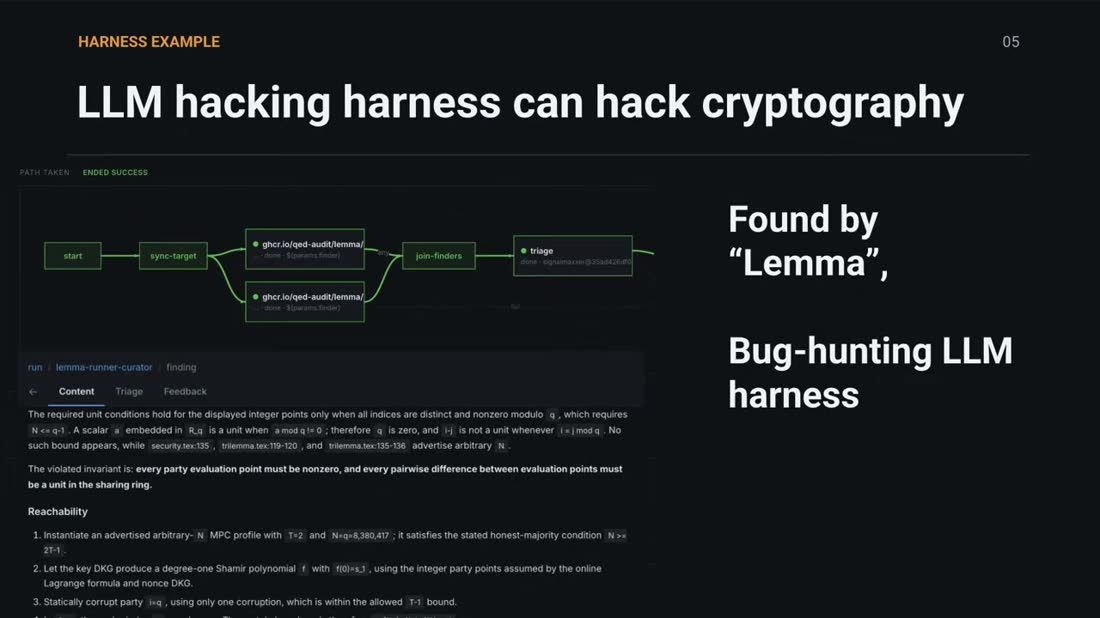 HARNESS EXAMPLE
05
LLM hacking harness can hack cryptography
PATH TAKEN ENDED SUCCESS
start
sync-target
ghcr.io/qed-audit/lemma/
... done · ${params.finder}
ghcr.io/qed-audit/lemma/
... done · ${params.finder}
any
join-finders
triage
fail
Found by
“Lemma”,
Bug-hunting LLM
harness
run / lemma-runner-curator / finding
← Content Triage Feedback
The required unit conditions hold for the displayed integer points only when all indices are distinct and nonzero modulo q , which requires
N <= q-1 . A scalar a embedded in R_q is a unit when a mod q != 0 ; therefore q is zero, and i-j is not a unit whenever i = j mod q . No
such bound appears, while security.tex:135 , trilemma.tex:119-120 , and trilemma.tex:135-136 advertise arbitrary N .
The violated invariant is: every party evaluation point must be nonzero, and every pairwise difference between evaluation points must
be a unit in the sharing ring.
Reachability
1. Instantiate an advertised arbitrary- N MPC profile with T=2 and N=q=8,380,417 ; it satisfies the stated honest-majority condition N >=
2T-1 .
2. Let the key DKG produce a degree-one Shamir polynomial f with f(0)=s_1 , using the integer party points assumed by the online
Lagrange formula and nonce DKG.
3. Statically corrupt party i=q , using only one corruption, which is within the allowed T-1 bound.